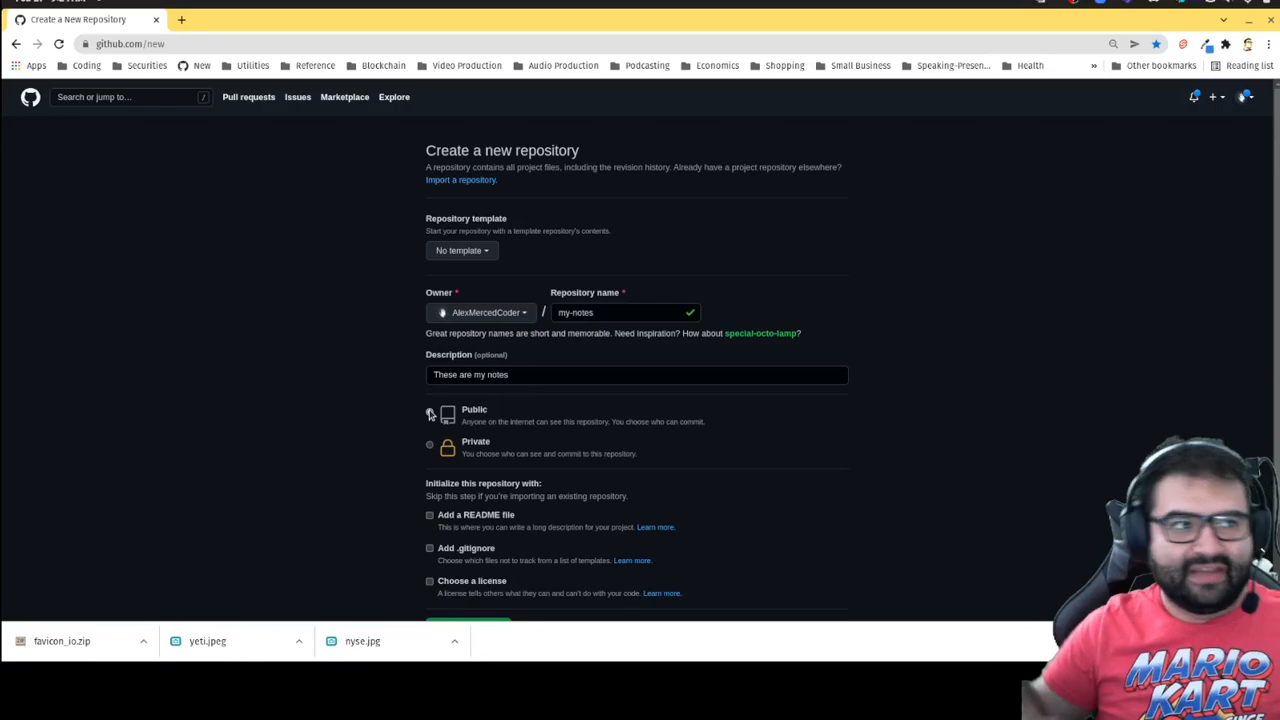 Create a New Repository
github.com/new
Apps Coding Securities New Utilities Reference Blockchain Video Production Audio Production Podcasting Economics Shopping Small Business Speaking-Presen... Health » Other bookmarks Reading list
Search or jump to... / Pull requests Issues Marketplace Explore
Create a new repository
A repository contains all project files, including the revision history. Already have a project repository elsewhere?
Import a repository.
Repository template
Start your repository with a template repository's contents.
No template
Owner * Repository name *
AlexMercedCoder / my-notes
Great repository names are short and memorable. Need inspiration? How about special-octo-lamp?
Description (optional)
These are my notes
Public
Anyone on the internet can see this repository. You choose who can commit.
Private
You choose who can see and commit to this repository.
Initialize this repository with:
Skip this step if you're importing an existing repository.
Add a README file
This is where you can write a long description for your project. Learn more.
Add .gitignore
Choose which files not to track from a list of templates. Learn more.
Choose a license
A license tells others what they can and can't do with your code. Learn more.
favicon_io.zip yeti.jpeg nyse.jpg
MARIO
KART